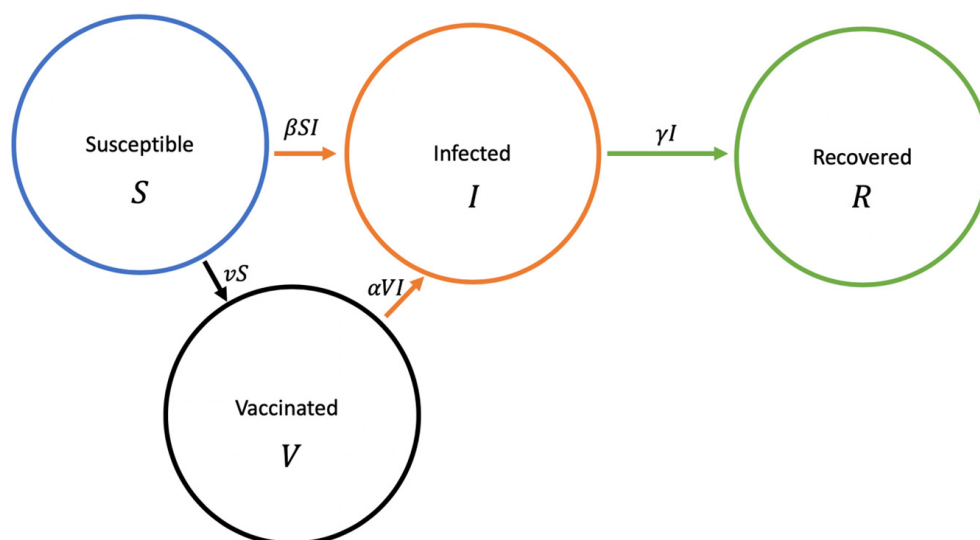 Susceptible
S
βSI
Infected
I
γI
Recovered
R
vS
αVI
Vaccinated
V